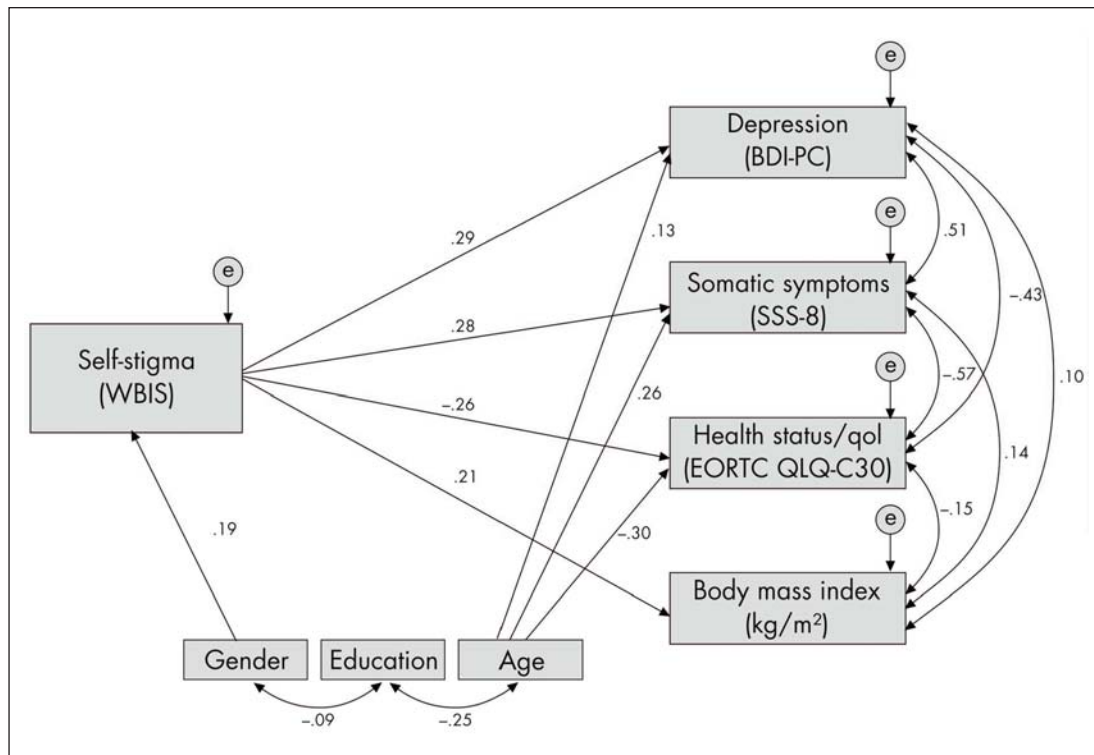 e
Depression
(BDI-PC)
e
.13
.51
.29
Somatic symptoms
(SSS-8)
e
–.43
Self-stigma
(WBIS)
.28
e
–.57
.26
.10
–.26
Health status/qol
(EORTC QLQ-C30)
.14
.21
e
–.15
.19
–.30
Body mass index
(kg/m²)
Gender
Education
Age
–.09
–.25